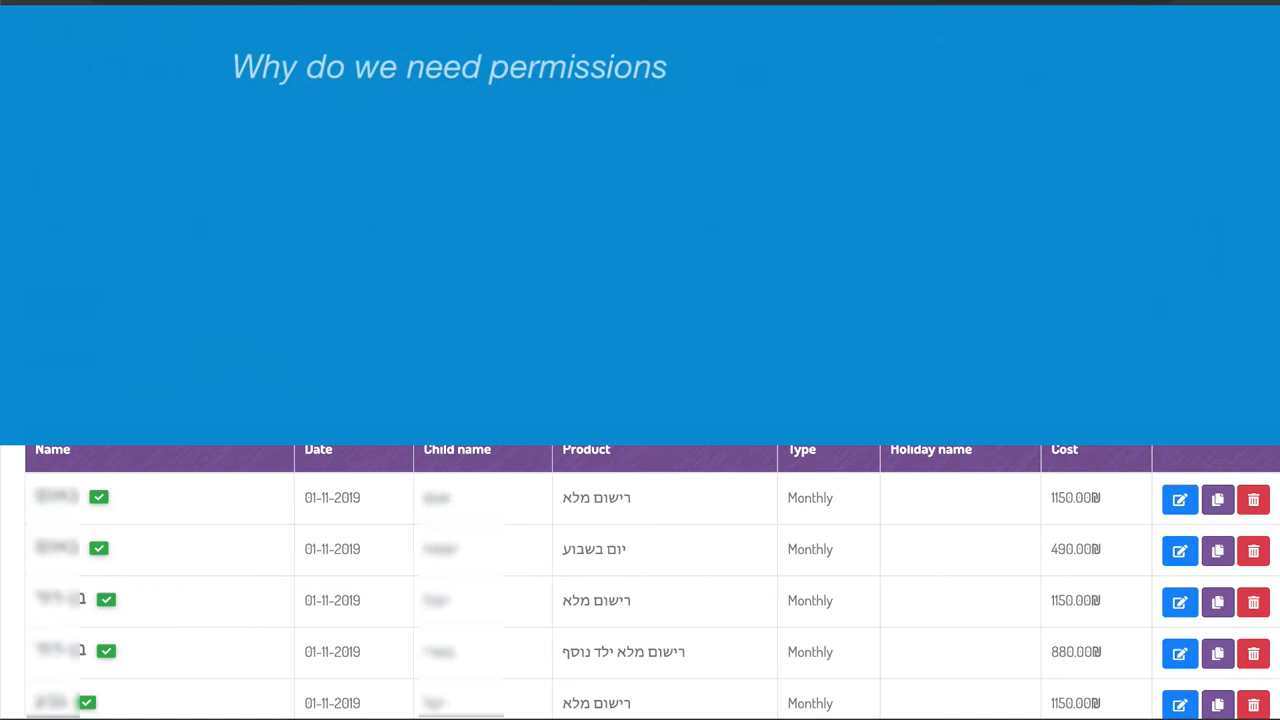 Why do we need permissions
Name Date Child name Product Type Holiday name Cost
01-11-2019 רישום מלא Monthly 1150.00₪
01-11-2019 יום בשבוע Monthly 490.00₪
01-11-2019 רישום מלא Monthly 1150.00₪
01-11-2019 רישום מלא ילד נוסף Monthly 880.00₪
01-11-2019 רישום מלא Monthly 1150.00₪